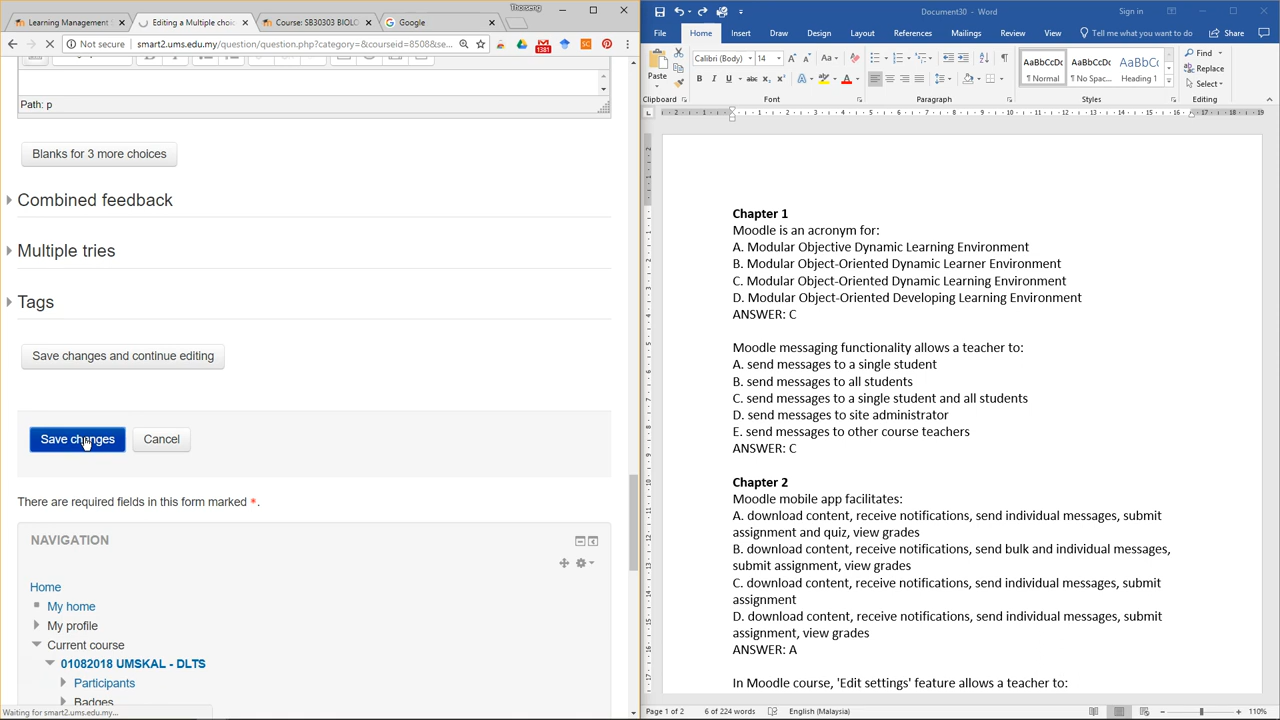 Learning Management
Editing a Multiple choic
Course: SB30303 BIOLO
Google
Thorseng
Not secure
smart2.ums.edu.my/question/question.php?category=&courseid=8508&se...
1381
Path: p
Blanks for 3 more choices
Combined feedback
Multiple tries
Tags
Save changes and continue editing
Save changes
Cancel
There are required fields in this form marked *.
NAVIGATION
Home
My home
My profile
Current course
01082018 UMSKAL - DLTS
Participants
Badges
Waiting for smart2.ums.edu.my...
Document30 - Word
Sign in
File
Home
Insert
Draw
Design
Layout
References
Mailings
Review
View
Tell me what you want to do
Share
Paste
Calibri (Body)
14
AaBbCcDc
AaBbCcDc
AaBbCc
¶ Normal
¶ No Spac...
Heading 1
Find
Replace
Select
Clipboard
Font
Paragraph
Styles
Editing
Chapter 1
Moodle is an acronym for:
A. Modular Objective Dynamic Learning Environment
B. Modular Object-Oriented Dynamic Learner Environment
C. Modular Object-Oriented Dynamic Learning Environment
D. Modular Object-Oriented Developing Learning Environment
ANSWER: C
Moodle messaging functionality allows a teacher to:
A. send messages to a single student
B. send messages to all students
C. send messages to a single student and all students
D. send messages to site administrator
E. send messages to other course teachers
ANSWER: C
Chapter 2
Moodle mobile app facilitates:
A. download content, receive notifications, send individual messages, submit
assignment and quiz, view grades
B. download content, receive notifications, send bulk and individual messages,
submit assignment, view grades
C. download content, receive notifications, send individual messages, submit
assignment
D. download content, receive notifications, send individual messages, submit
assignment, view grades
ANSWER: A
In Moodle course, 'Edit settings' feature allows a teacher to:
Page 1 of 2
6 of 224 words
English (Malaysia)
110%